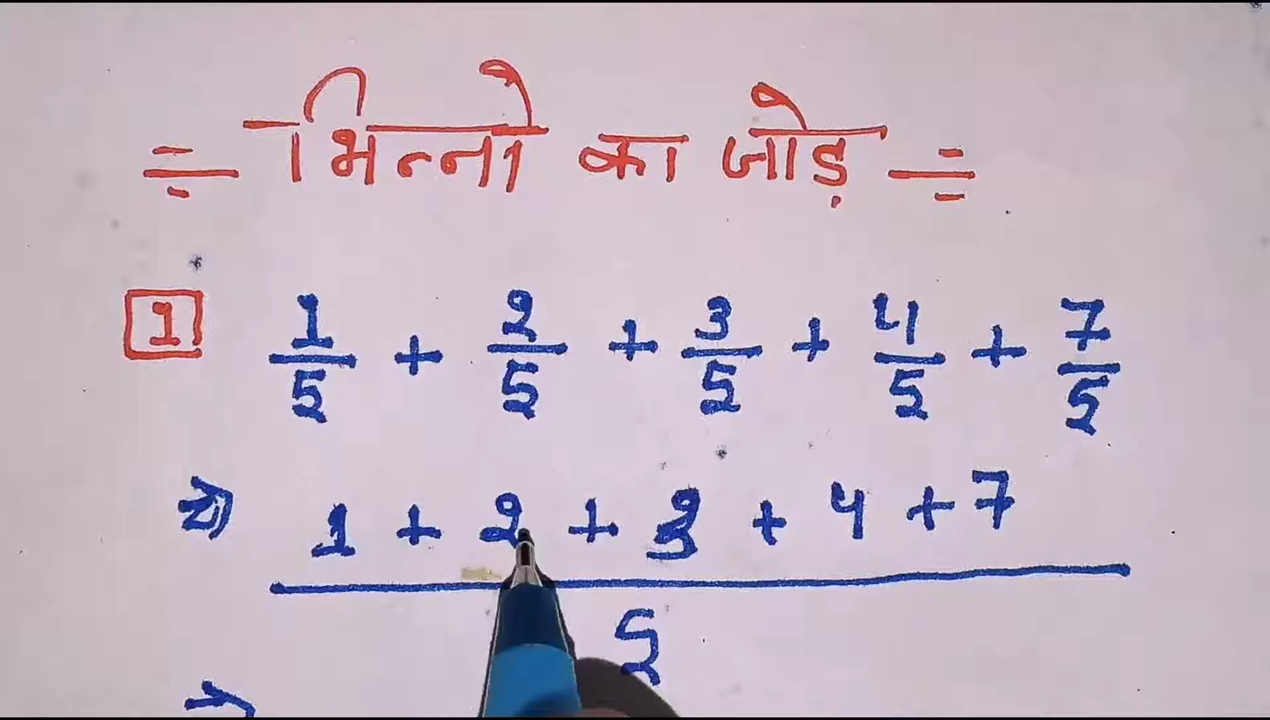 ÷ भिन्नो का जोड़ ÷
1 1/5 + 2/5 + 3/5 + 4/5 + 7/5
⇒ 1 + 2 + 3 + 4 + 7
5
⇒